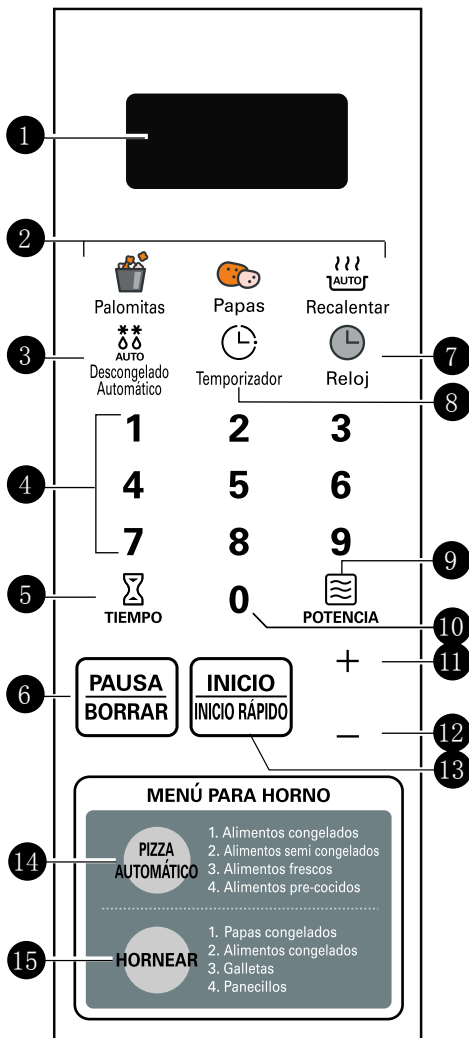 1
2
Palomitas
Papas
AUTO
Recalentar
3
AUTO
Descongelado
Automático
Temporizador
Reloj
7
8
1 2 3
4
4 5 6
7 8 9
9
5
TIEMPO
0
POTENCIA
10
+
11
6
PAUSA
BORRAR
INICIO
INICIO RÁPIDO
–
12
13
MENÚ PARA HORNO
14
PIZZA
AUTOMÁTICO
1. Alimentos congelados
2. Alimentos semi congelados
3. Alimentos frescos
4. Alimentos pre-cocidos
15
HORNEAR
1. Papas congelados
2. Alimentos congelados
3. Galletas
4. Panecillos